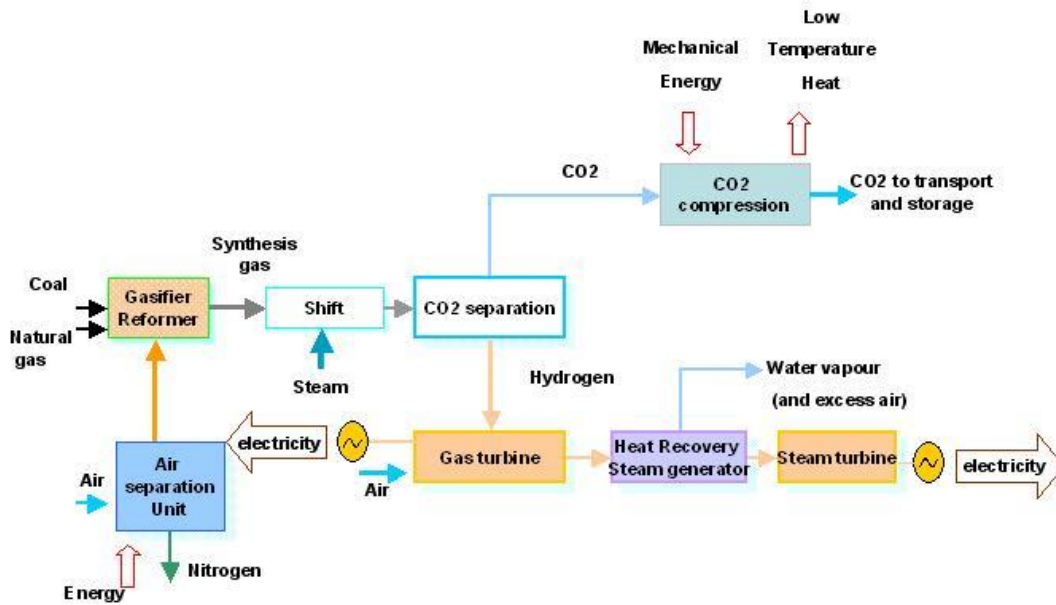 Mechanical
Energy
Low
Temperature
Heat
CO2
CO2
compression
CO2 to transport
and storage
Synthesis
gas
Coal
Natural
gas
Gasifier
Reformer
Shift
CO2 separation
Steam
Hydrogen
Water vapour
(and excess air)
electricity
Air
Gas turbine
Heat Recovery
Steam generator
Steam turbine
electricity
Air
Air
separation
Unit
Energy
Nitrogen